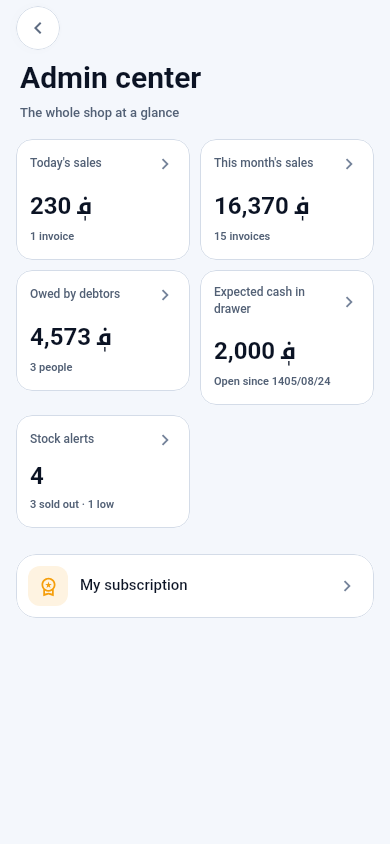 Admin center
The whole shop at a glance
Today's sales
230 ؋
1 invoice
This month's sales
16,370 ؋
15 invoices
Owed by debtors
4,573 ؋
3 people
Expected cash in
drawer
2,000 ؋
Open since 1405/08/24
Stock alerts
4
3 sold out · 1 low
My subscription